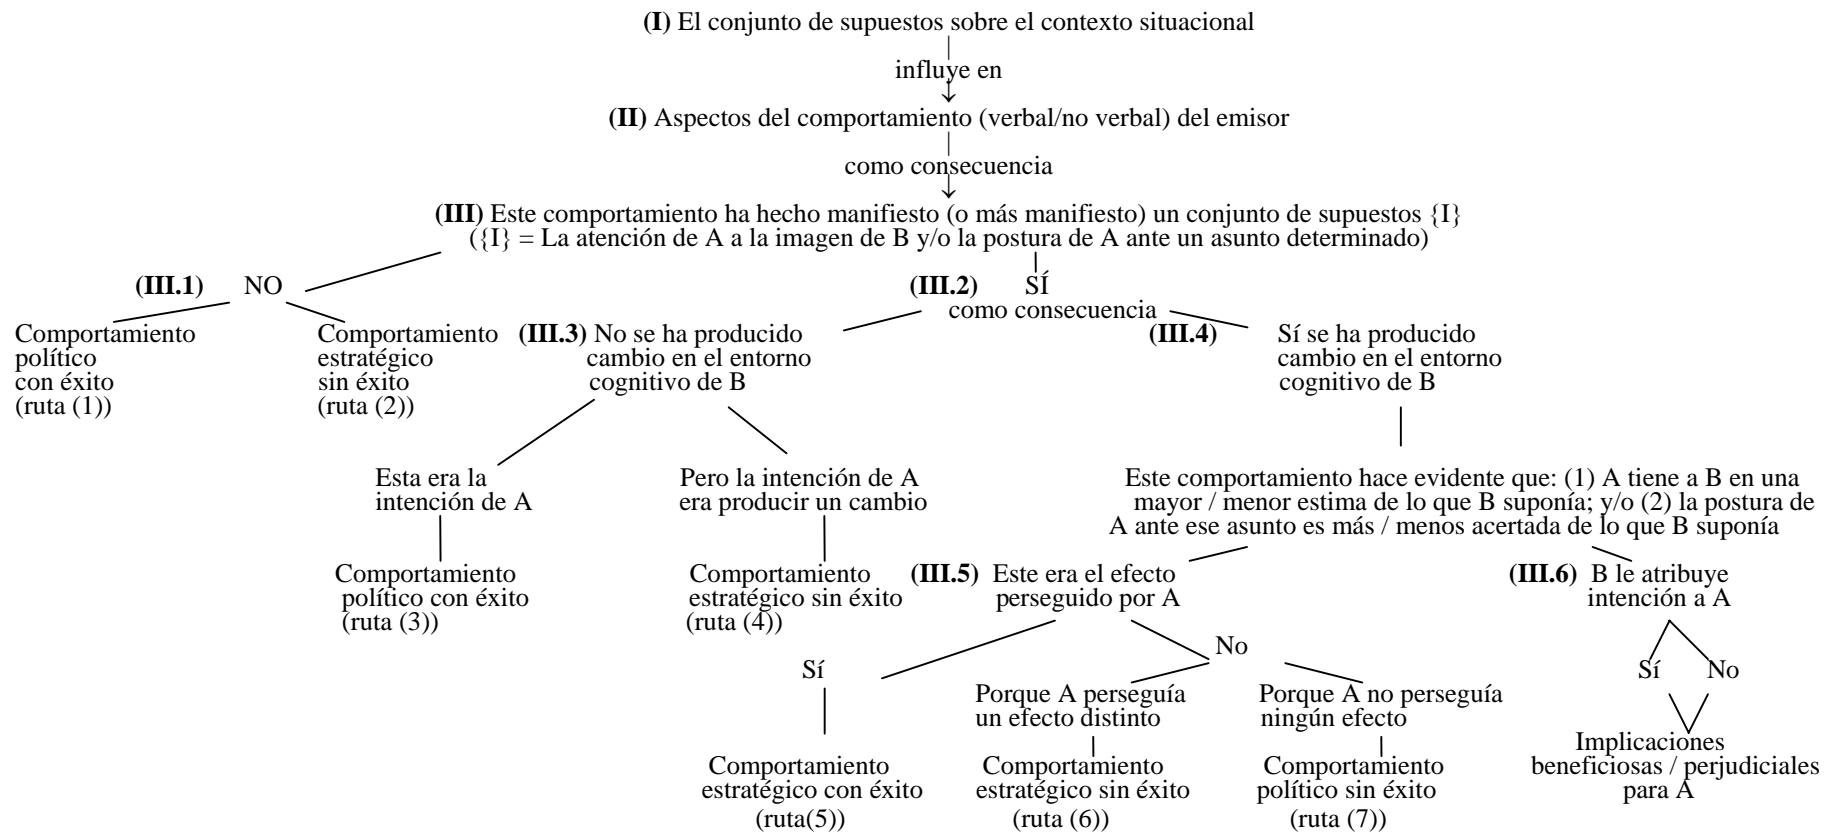 (I) El conjunto de supuestos sobre el contexto situacional
influye en
(II) Aspectos del comportamiento (verbal/no verbal) del emisor
como consecuencia
(III) Este comportamiento ha hecho manifiesto (o más manifiesto) un conjunto de supuestos {I}
({I} = La atención de A a la imagen de B y/o la postura de A ante un asunto determinado)
(III.1) NO
(III.2) SÍ
como consecuencia
Comportamiento
político
con éxito
(ruta (1))
Comportamiento
estratégico
sin éxito
(ruta (2))
(III.3) No se ha producido
cambio en el entorno
cognitivo de B
(III.4) Sí se ha producido
cambio en el entorno
cognitivo de B
Esta era la
intención de A
Pero la intención de A
era producir un cambio
Este comportamiento hace evidente que: (1) A tiene a B en una
mayor / menor estima de lo que B suponía; y/o (2) la postura de
A ante ese asunto es más / menos acertada de lo que B suponía
Comportamiento
político con éxito
(ruta (3))
Comportamiento
estratégico sin éxito
(ruta (4))
(III.5) Este era el efecto
perseguido por A
(III.6) B le atribuye
intención a A
Sí
No
Sí
No
Porque A perseguía
un efecto distinto
Porque A no perseguía
ningún efecto
Comportamiento
estratégico con éxito
(ruta(5))
Comportamiento
estratégico sin éxito
(ruta (6))
Comportamiento
político sin éxito
(ruta (7))
Implicaciones
beneficiosas / perjudiciales
para A